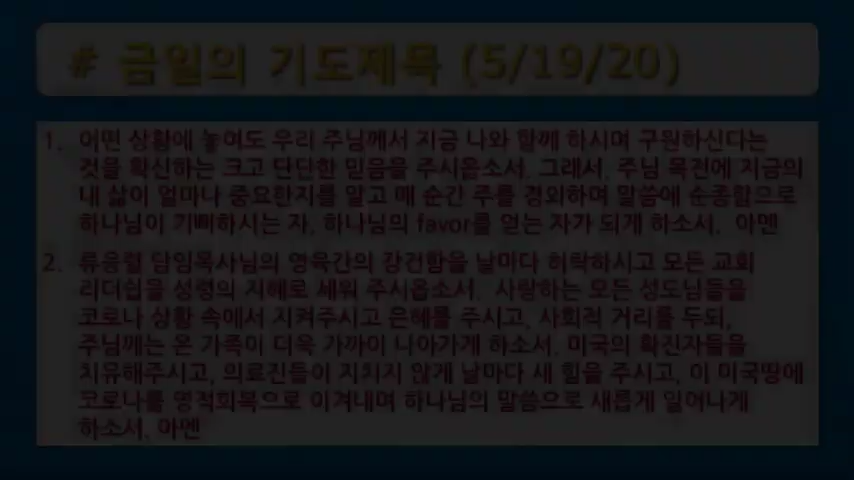 # 금일의 기도제목 (5/19/20)
1. 어떤 상황에 놓여도 우리 주님께서 지금 나와 함께 하시며 구원하신다는
것을 확신하는 크고 단단한 믿음을 주시옵소서. 그래서, 주님 목전에 지금의
내 삶이 얼마나 중요한지를 알고 매 순간 주를 경외하며 말씀에 순종함으로
하나님이 기뻐하시는 자, 하나님의 favor를 얻는 자가 되게 하소서. 아멘
2. 류응렬 담임목사님의 영육간의 강건함을 날마다 허락하시고 모든 교회
리더쉽을 성령의 지혜로 세워 주시옵소서. 사랑하는 모든 성도님들을
코로나 상황 속에서 지켜주시고 은혜를 주시고, 사회적 거리를 두되,
주님께는 온 가족이 더욱 가까이 나아가게 하소서. 미국의 확진자들을
치유해주시고, 의료진들이 지치지 않게 날마다 새 힘을 주시고, 이 미국땅에
코로나를 영적회복으로 이겨내며 하나님의 말씀으로 새롭게 일어나게
하소서. 아멘